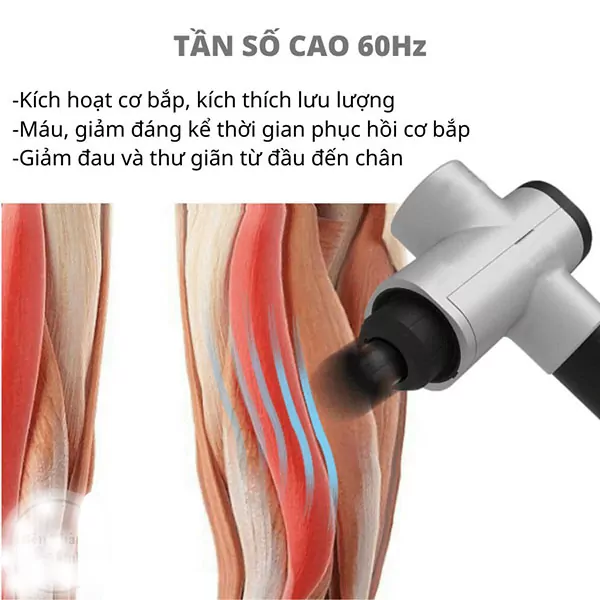 TẦN SỐ CAO 60Hz
-Kích hoạt cơ bắp, kích thích lưu lượng
-Máu, giảm đáng kể thời gian phục hồi cơ bắp
-Giảm đau và thư giãn từ đầu đến chân